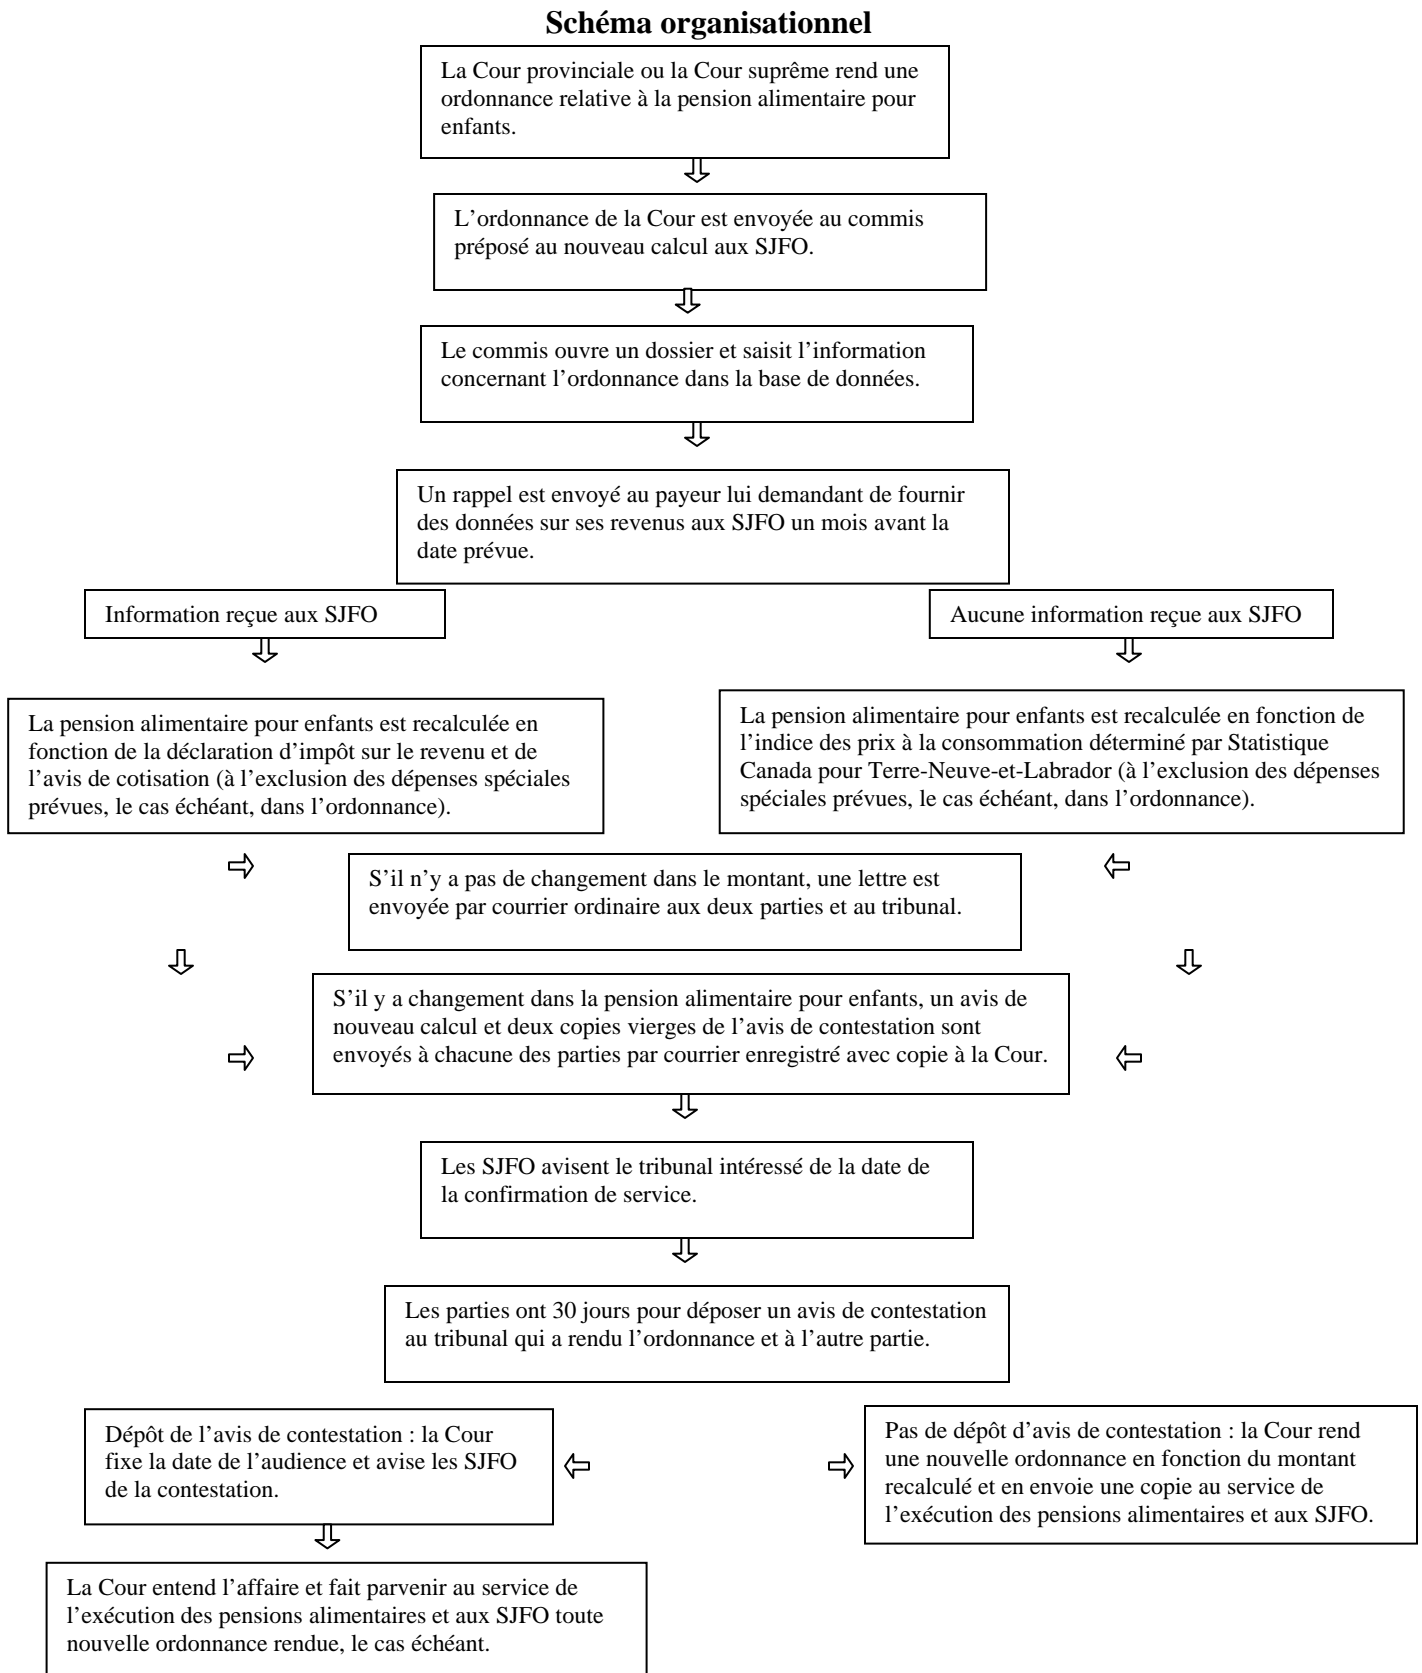 Schéma organisationnel
La Cour provinciale ou la Cour suprême rend une
ordonnance relative à la pension alimentaire pour
enfants.
L’ordonnance de la Cour est envoyée au commis
préposé au nouveau calcul aux SJFO.
Le commis ouvre un dossier et saisit l’information
concernant l’ordonnance dans la base de données.
Un rappel est envoyé au payeur lui demandant de fournir
des données sur ses revenus aux SJFO un mois avant la
date prévue.
Information reçue aux SJFO
Aucune information reçue aux SJFO
La pension alimentaire pour enfants est recalculée en
fonction de la déclaration d’impôt sur le revenu et de
l’avis de cotisation (à l’exclusion des dépenses spéciales
prévues, le cas échéant, dans l’ordonnance).
La pension alimentaire pour enfants est recalculée en fonction de
l’indice des prix à la consommation déterminé par Statistique
Canada pour Terre-Neuve-et-Labrador (à l’exclusion des dépenses
spéciales prévues, le cas échéant, dans l’ordonnance).
S’il n’y a pas de changement dans le montant, une lettre est
envoyée par courrier ordinaire aux deux parties et au tribunal.
S’il y a changement dans la pension alimentaire pour enfants, un avis de
nouveau calcul et deux copies vierges de l’avis de contestation sont
envoyés à chacune des parties par courrier enregistré avec copie à la Cour.
Les SJFO avisent le tribunal intéressé de la date de
la confirmation de service.
Les parties ont 30 jours pour déposer un avis de contestation
au tribunal qui a rendu l’ordonnance et à l’autre partie.
Dépôt de l’avis de contestation : la Cour
fixe la date de l’audience et avise les SJFO
de la contestation.
Pas de dépôt d’avis de contestation : la Cour rend
une nouvelle ordonnance en fonction du montant
recalculé et en envoie une copie au service de
l’exécution des pensions alimentaires et aux SJFO.
La Cour entend l’affaire et fait parvenir au service de
l’exécution des pensions alimentaires et aux SJFO toute
nouvelle ordonnance rendue, le cas échéant.